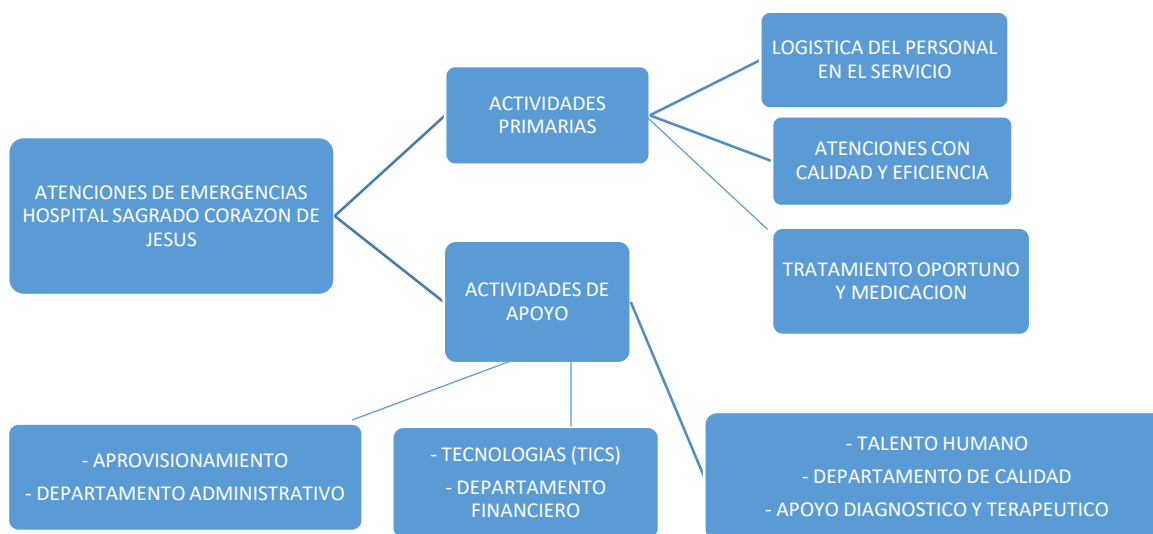 ATENCIONES DE EMERGENCIAS
HOSPITAL SAGRADO CORAZON DE
JESUS
ACTIVIDADES
PRIMARIAS
LOGISTICA DEL PERSONAL
EN EL SERVICIO
ATENCIONES CON
CALIDAD Y EFICIENCIA
TRATAMIENTO OPORTUNO
Y MEDICACION
ACTIVIDADES DE
APOYO
- APROVISIONAMIENTO
- DEPARTAMENTO ADMINISTRATIVO
- TECNOLOGIAS (TICS)
- DEPARTAMENTO
FINANCIERO
- TALENTO HUMANO
- DEPARTAMENTO DE CALIDAD
- APOYO DIAGNOSTICO Y TERAPEUTICO